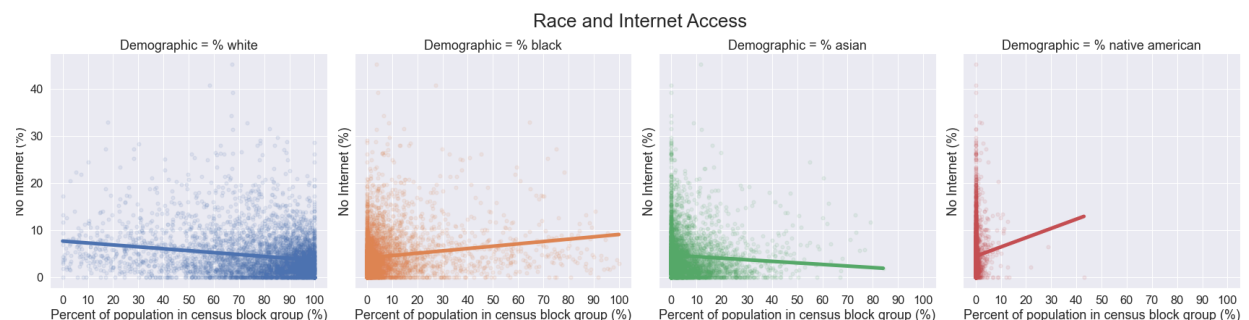 Race and Internet Access
Demographic = % white
Demographic = % black
Demographic = % asian
Demographic = % native american
No Internet (%)
40
30
20
10
0
No Internet (%)
No Internet (%)
No Internet (%)
0 10 20 30 40 50 60 70 80 90 100
0 10 20 30 40 50 60 70 80 90 100
0 10 20 30 40 50 60 70 80 90 100
0 10 20 30 40 50 60 70 80 90 100
Percent of population in census block group (%)
Percent of population in census block group (%)
Percent of population in census block group (%)
Percent of population in census block group (%)